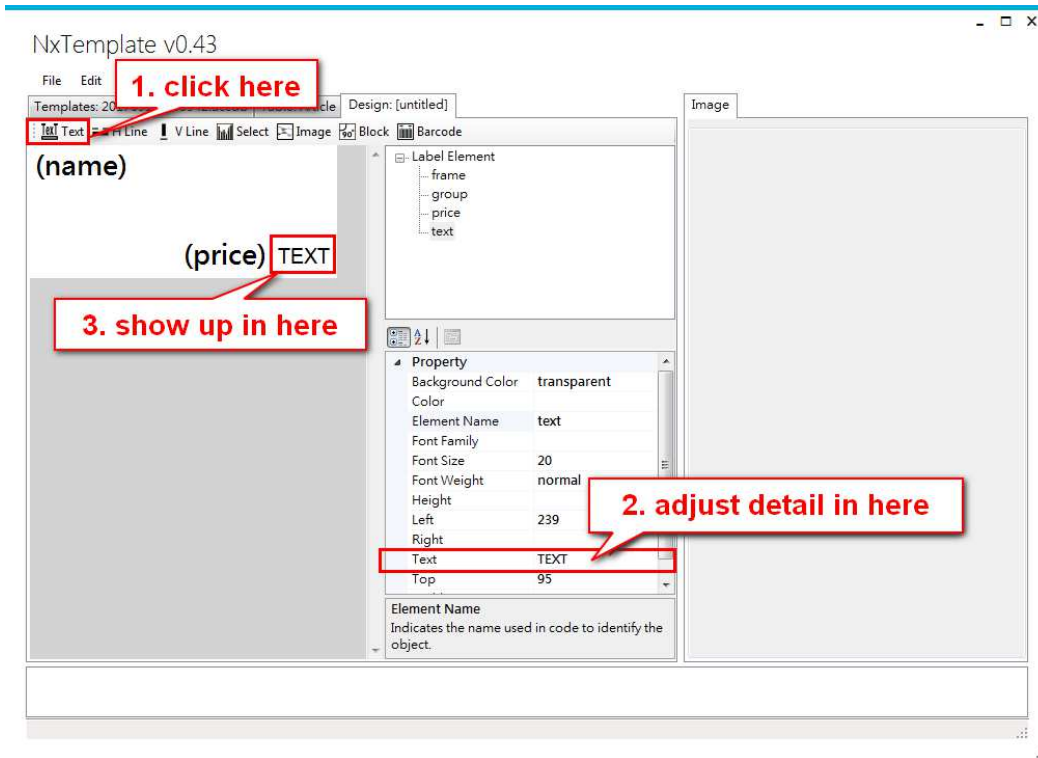 NxTemplate v0.43
File Edit
1. click here
Templates: 201 Article Design: [untitled] Image
Text H Line V Line Select Image Block Barcode
(name)
Label Element
frame
group
price
text
(price) TEXT
3. show up in here
Property
Background Color transparent
Color
Element Name text
Font Family
Font Size 20
Font Weight normal
Height
2. adjust detail in here
Left 239
Right
Text TEXT
Top 95
Element Name
Indicates the name used in code to identify the
object.